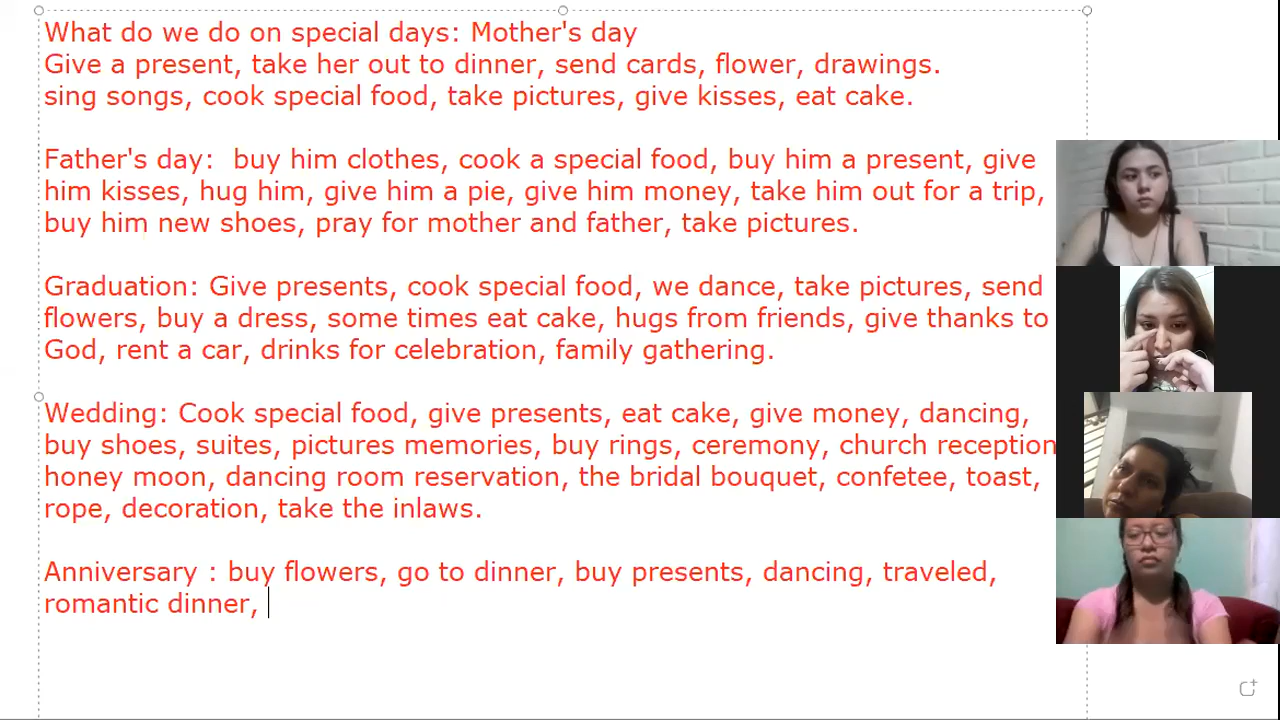 What do we do on special days: Mother's day
Give a present, take her out to dinner, send cards, flower, drawings.
sing songs, cook special food, take pictures, give kisses, eat cake.
Father's day:  buy him clothes, cook a special food, buy him a present, give
him kisses, hug him, give him a pie, give him money, take him out for a trip,
buy him new shoes, pray for mother and father, take pictures.
Graduation: Give presents, cook special food, we dance, take pictures, send
flowers, buy a dress, some times eat cake, hugs from friends, give thanks to
God, rent a car, drinks for celebration, family gathering.
Wedding: Cook special food, give presents, eat cake, give money, dancing,
buy shoes, suites, pictures memories, buy rings, ceremony, church reception
honey moon, dancing room reservation, the bridal bouquet, confetee, toast,
rope, decoration, take the inlaws.
Anniversary : buy flowers, go to dinner, buy presents, dancing, traveled,
romantic dinner,